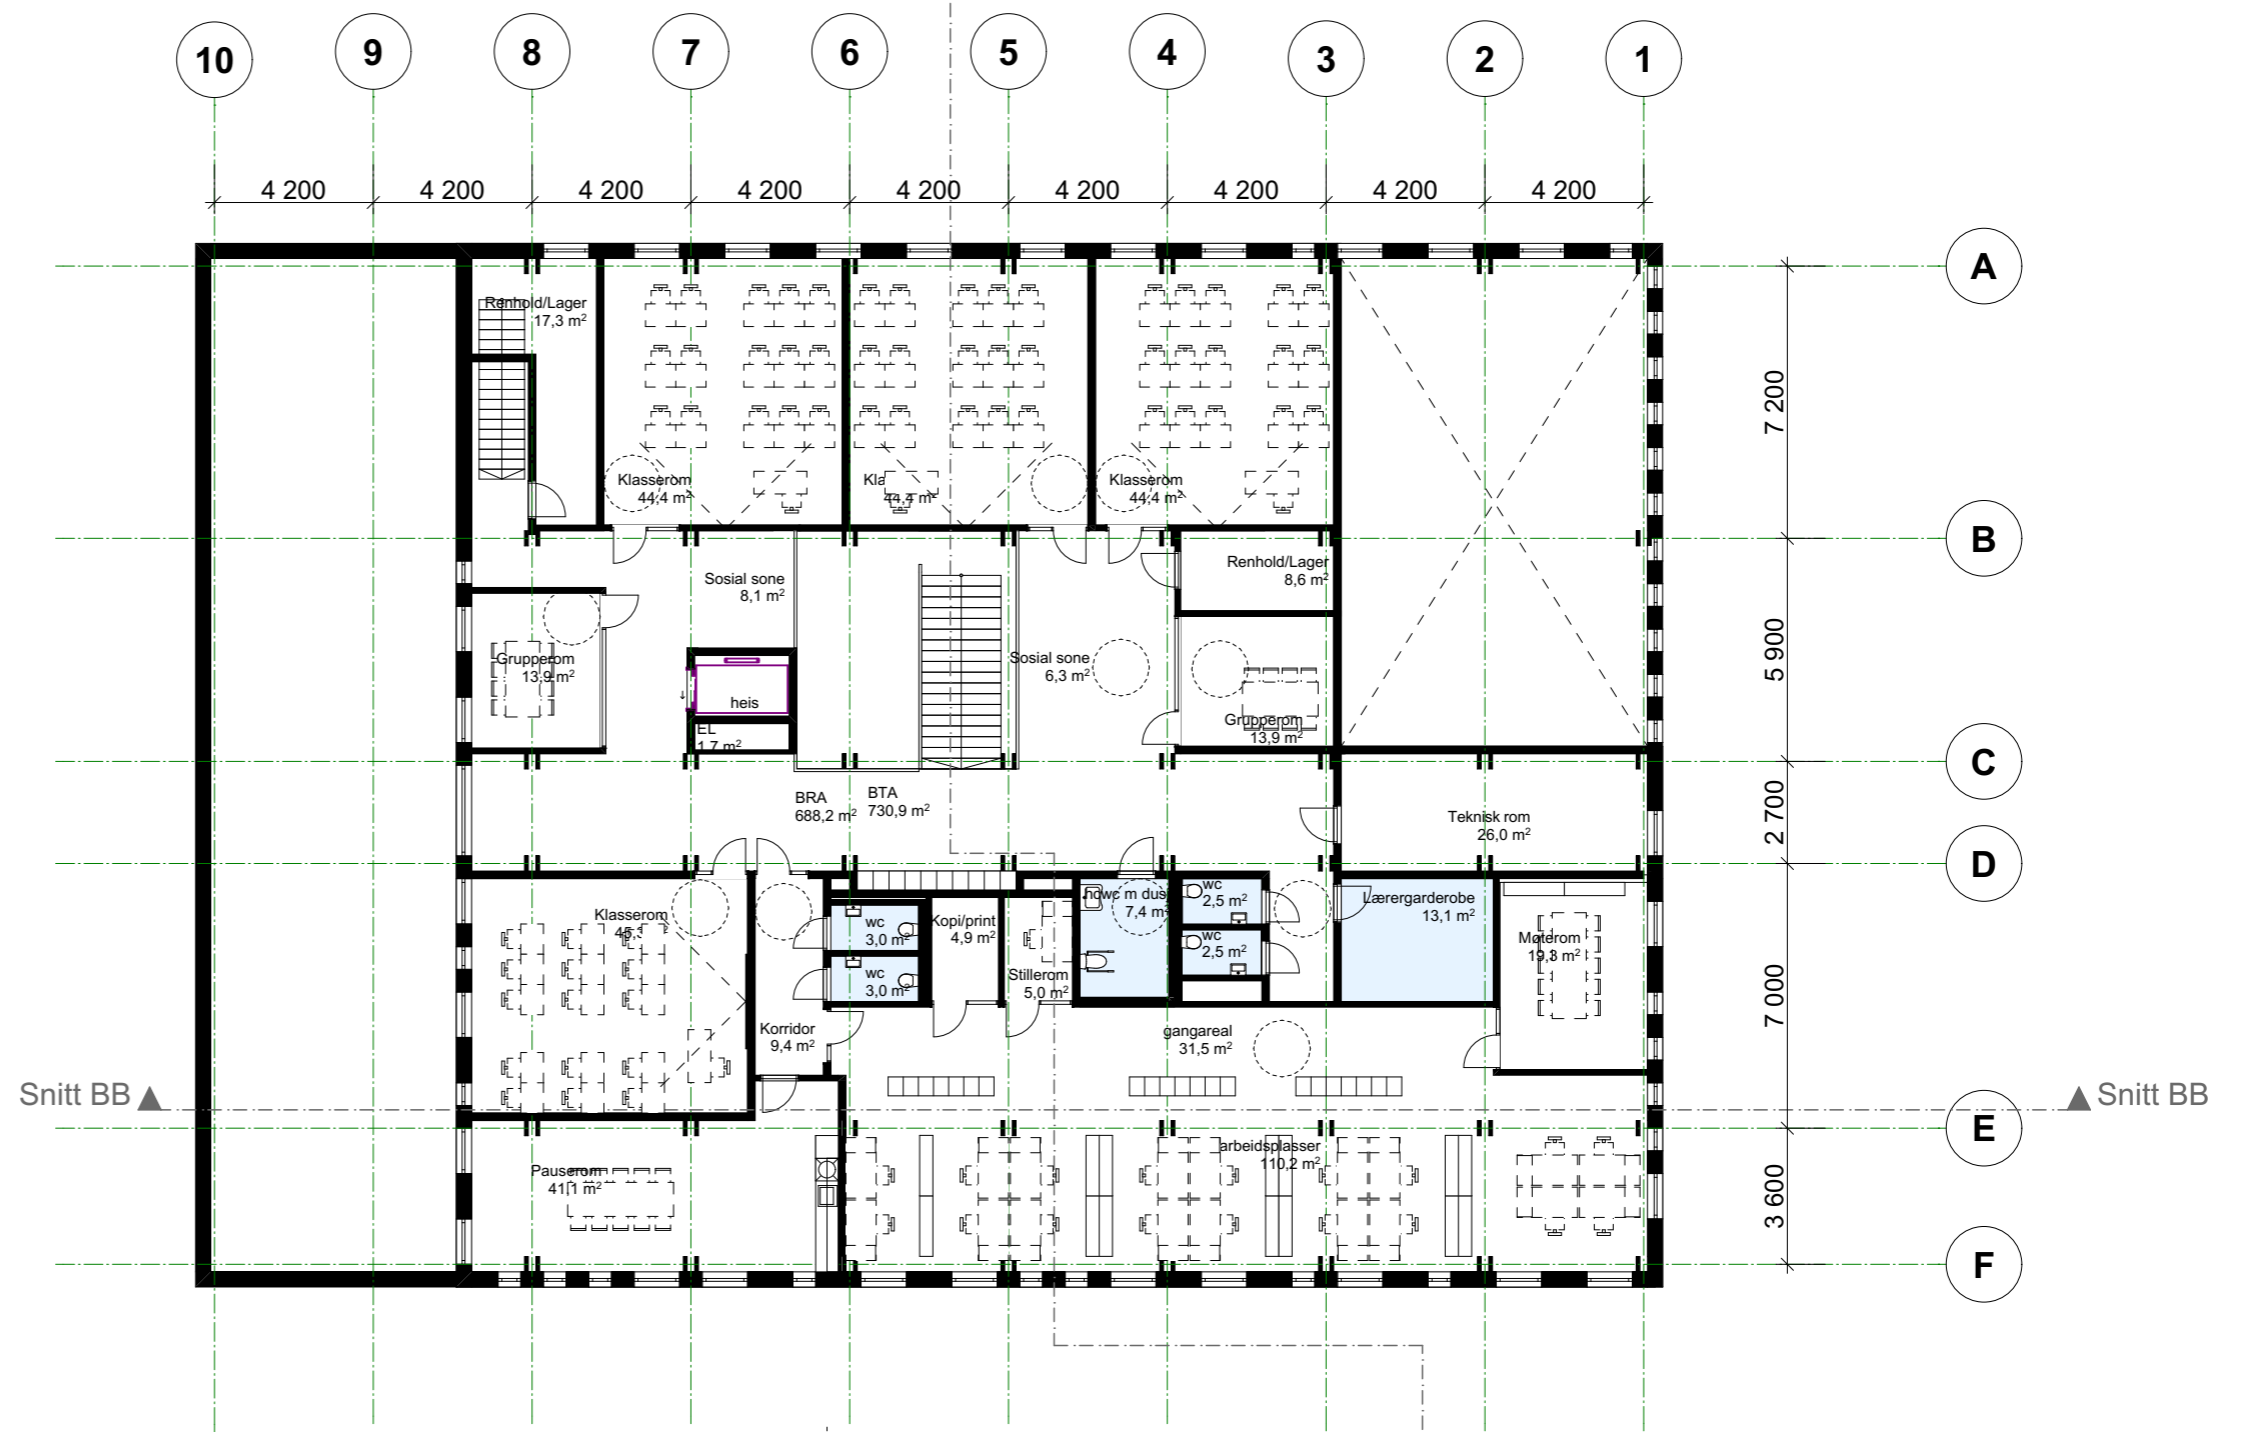 10
9
8
7
6
5
4
3
2
1
4 200
4 200
4 200
4 200
4 200
4 200
4 200
4 200
4 200
A
Renhold/Lager
17,3 m²
7 200
Klasserom
44,4 m²
44,4 m²
Klasserom
44,4 m²
B
Renhold/Lager
8,6 m²
Sosial sone
8,1 m²
5 900
Grupperom
13,9 m²
Sosial sone
6,3 m²
heis
Grupperom
13,9 m²
EL
1,7 m²
C
BRA
688,2 m²
BTA
730,9 m²
2 700
Teknisk rom
26,0 m²
D
Klasserom
wc
3,0 m²
Kopi/print
4,9 m²
hcwc m dusj
7,4 m²
wc
2,5 m²
Lærergarderobe
13,1 m²
wc
2,5 m²
Møterom
19,3 m²
wc
3,0 m²
Stillerom
5,0 m²
7 000
Korridor
9,4 m²
gangareal
31,5 m²
Snitt BB
Snitt BB
E
Pauserom
41,1 m²
arbeidsplasser
110,2 m²
3 600
F